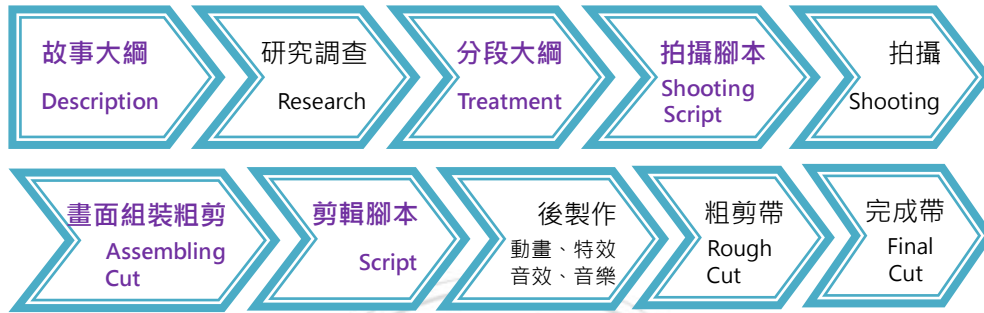 故事大綱
Description
研究調查
Research
分段大綱
Treatment
拍攝腳本
Shooting
Script
拍攝
Shooting
畫面組裝粗剪
Assembling
Cut
剪輯腳本
Script
後製作
動畫、特效
音效、音樂
粗剪帶
Rough
Cut
完成帶
Final
Cut